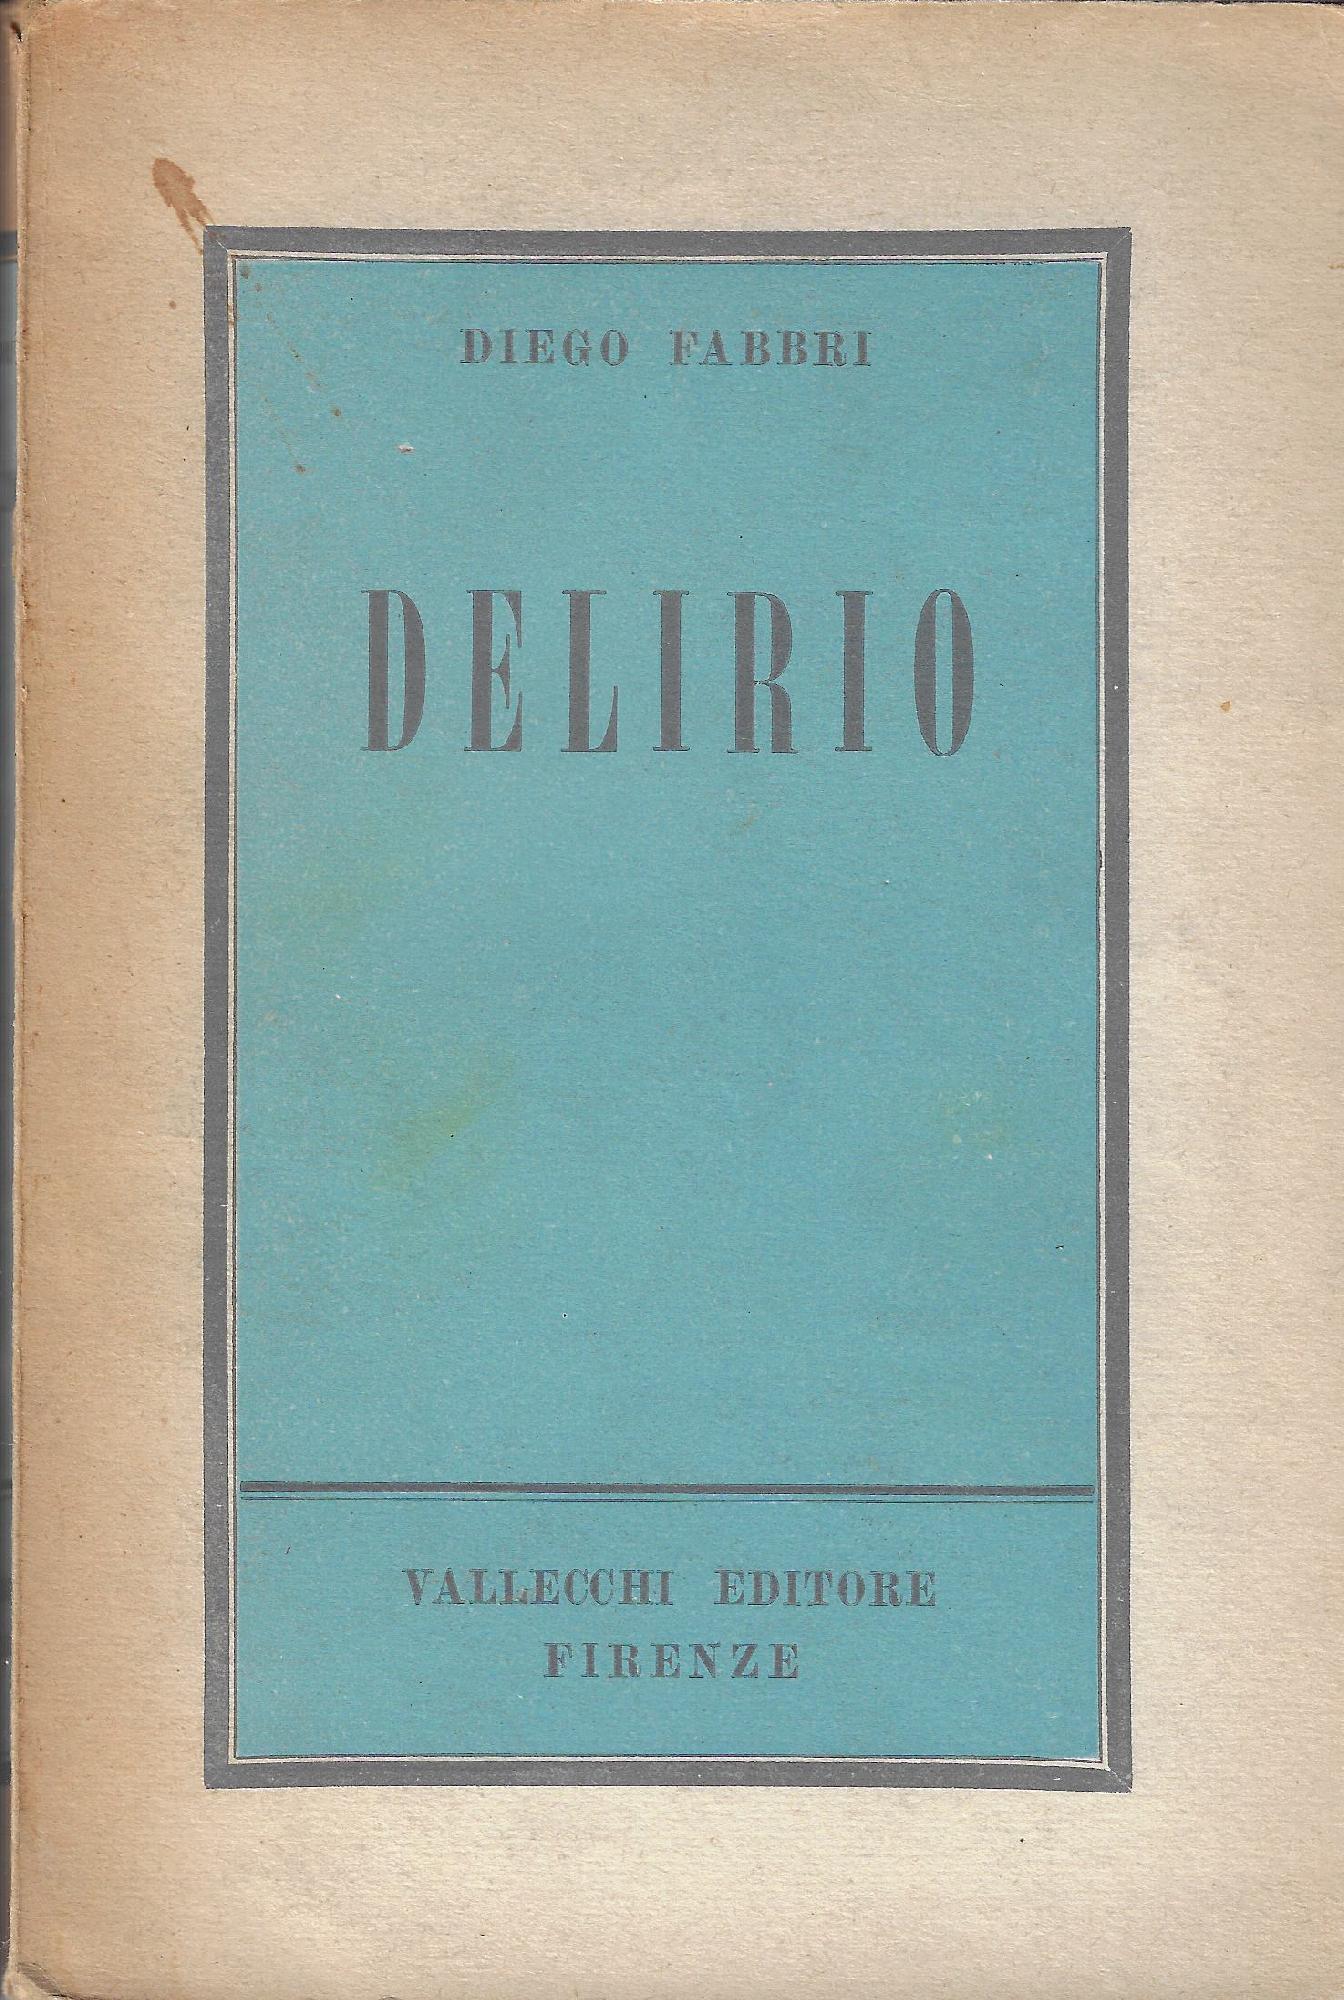 DIEGO FABBRI
DELIRIO
VALLECCHI EDITORE
FIRENZE